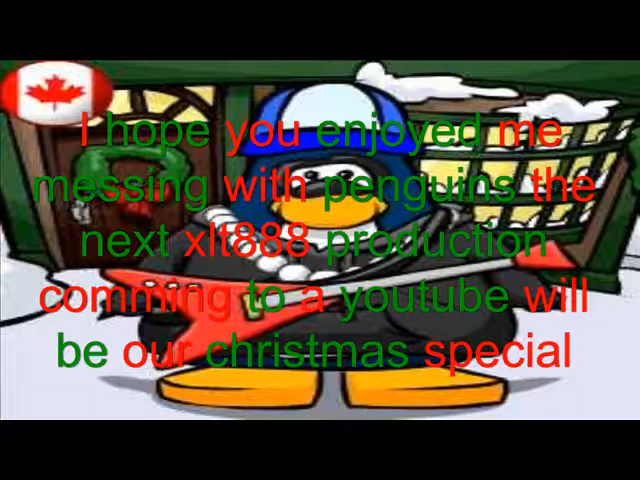 I hope you enjoyed me
messing with penguins the
next xlt888 production
comming to a youtube will
be our christmas special